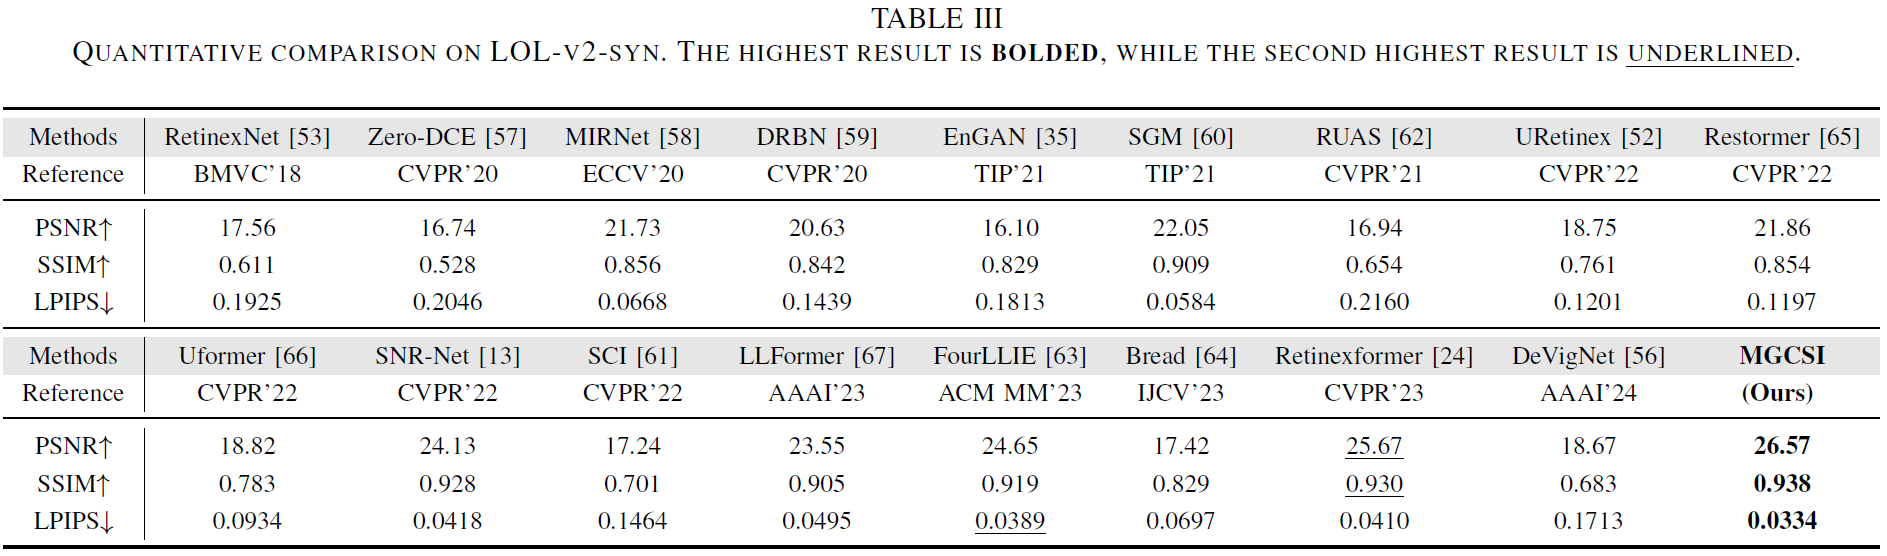 TABLE III
QUANTITATIVE COMPARISON ON LOL-V2-SYN. THE HIGHEST RESULT IS BOLDED, WHILE THE SECOND HIGHEST RESULT IS UNDERLINED.
Methods RetinexNet [53] Zero-DCE [57] MIRNet [58] DRBN [59] EnGAN [35] SGM [60] RUAS [62] URetinex [52] Restormer [65]
Reference BMVC’18 CVPR’20 ECCV’20 CVPR’20 TIP’21 TIP’21 CVPR’21 CVPR’22 CVPR’22
PSNR↑ 17.56 16.74 21.73 20.63 16.10 22.05 16.94 18.75 21.86
SSIM↑ 0.611 0.528 0.856 0.842 0.829 0.909 0.654 0.761 0.854
LPIPS↓ 0.1925 0.2046 0.0668 0.1439 0.1813 0.0584 0.2160 0.1201 0.1197
Methods Uformer [66] SNR-Net [13] SCI [61] LLFormer [67] FourLLIE [63] Bread [64] Retinexformer [24] DeVigNet [56] MGCSI
Reference CVPR’22 CVPR’22 CVPR’22 AAAI’23 ACM MM’23 IJCV’23 CVPR’23 AAAI’24 (Ours)
PSNR↑ 18.82 24.13 17.24 23.55 24.65 17.42 25.67 18.67 26.57
SSIM↑ 0.783 0.928 0.701 0.905 0.919 0.829 0.930 0.683 0.938
LPIPS↓ 0.0934 0.0418 0.1464 0.0495 0.0389 0.0697 0.0410 0.1713 0.0334